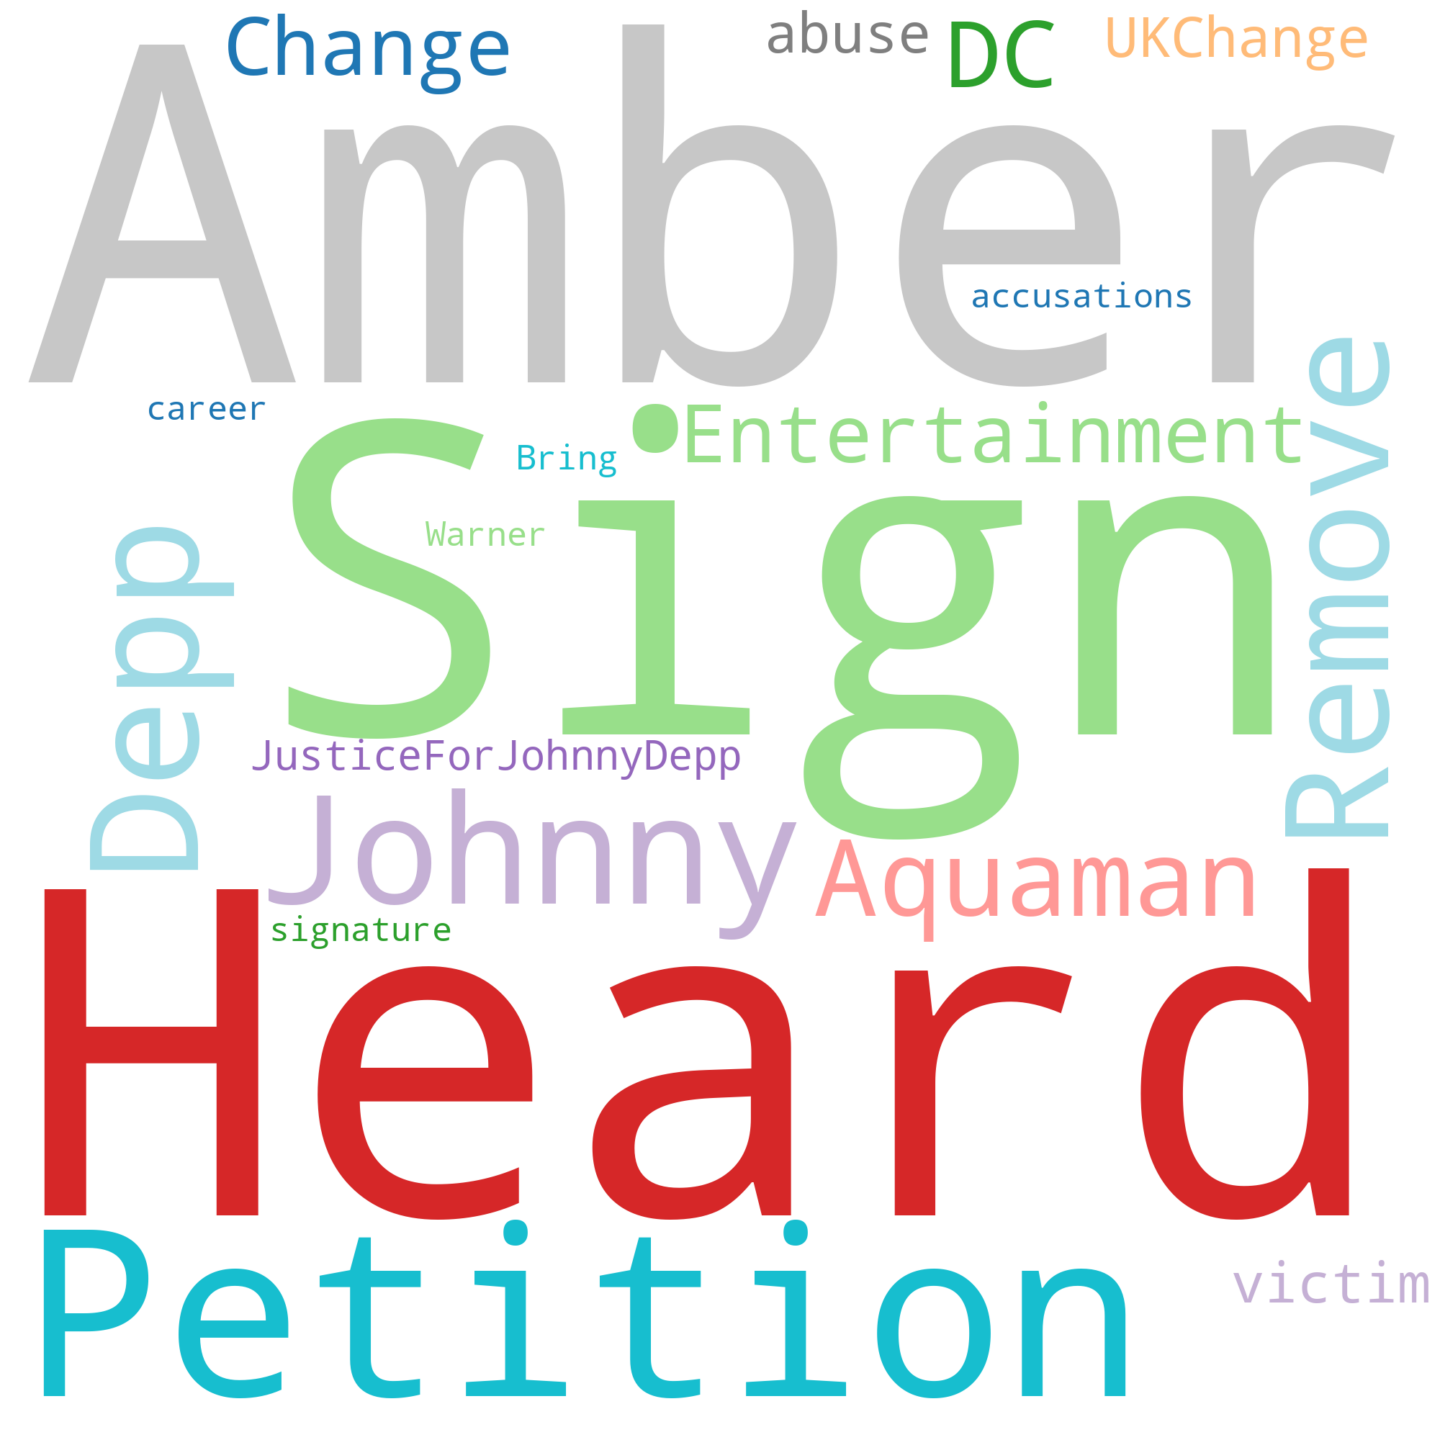 Change
abuse
DC
UKChange
Amber
accusations
career
Entertainment
Bring
Sign
Warner
Depp
Remove
JusticeForJohnnyDepp
Johnny
Aquaman
signature
Heard
Petition
victim